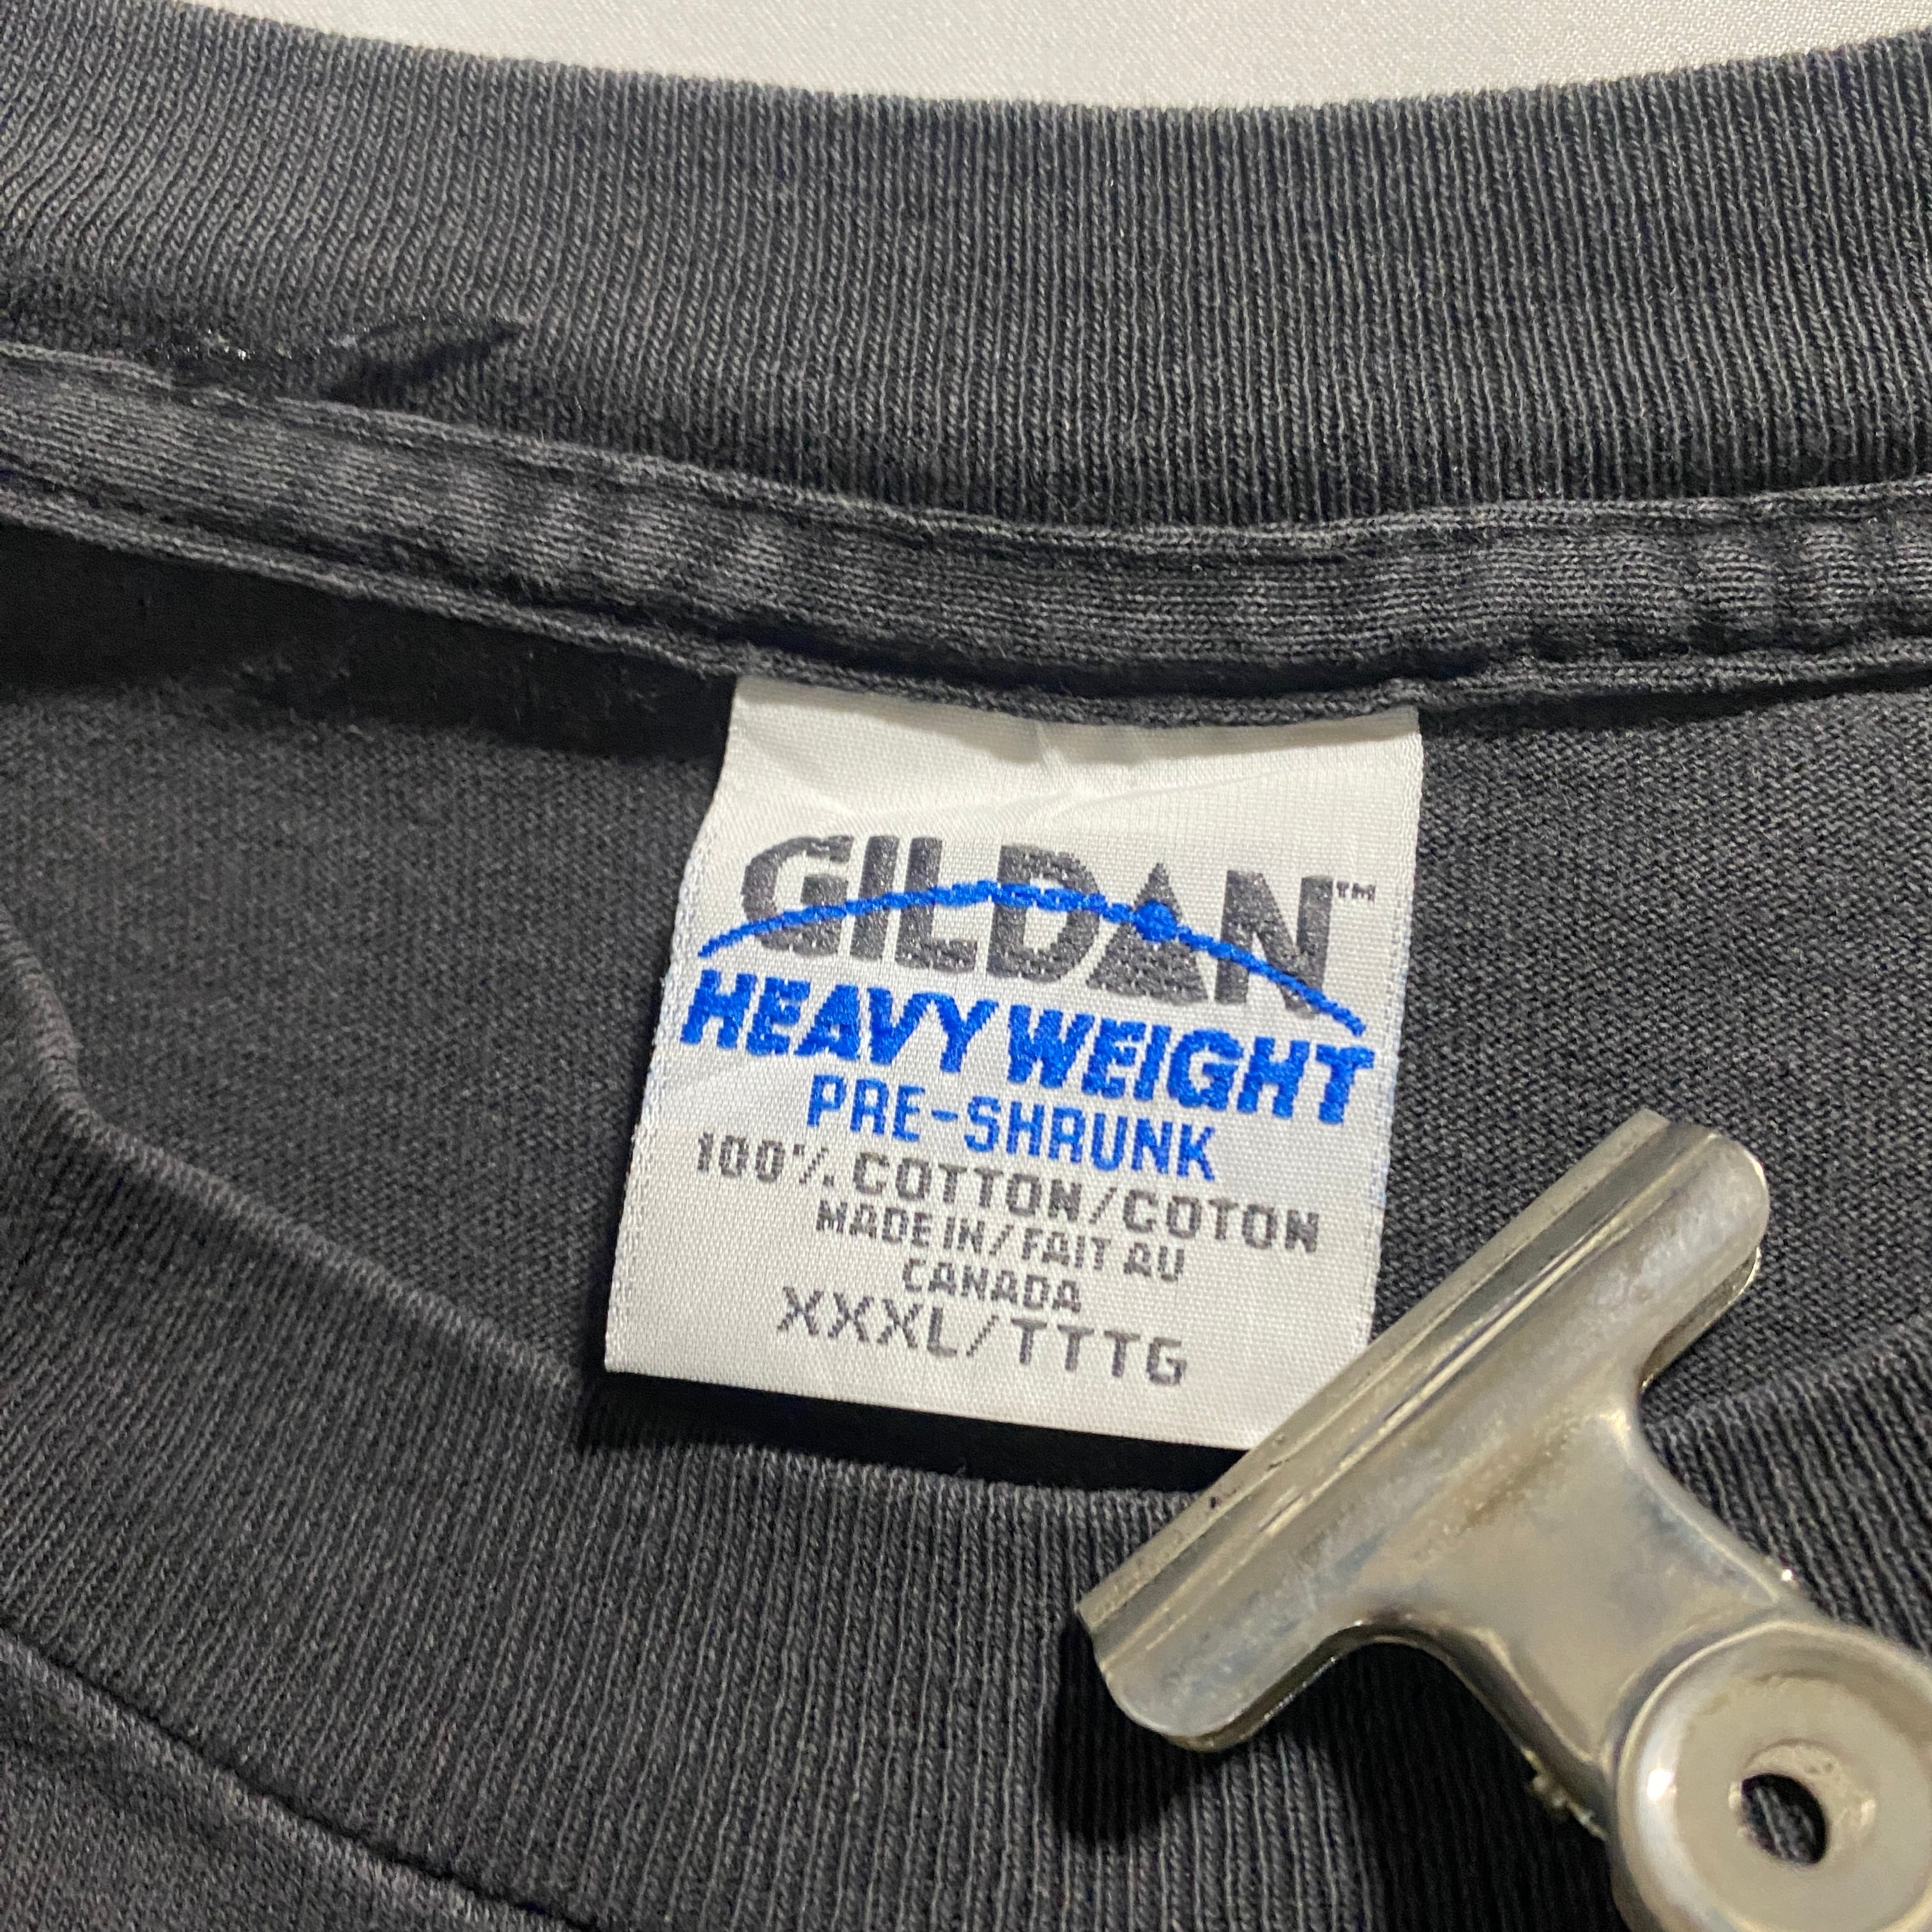 GILDAN™
HEAVY WEIGHT
PRE-SHRUNK
100% COTTON/COTON
MADE IN/FAIT AU
CANADA
XXXL/TTTG